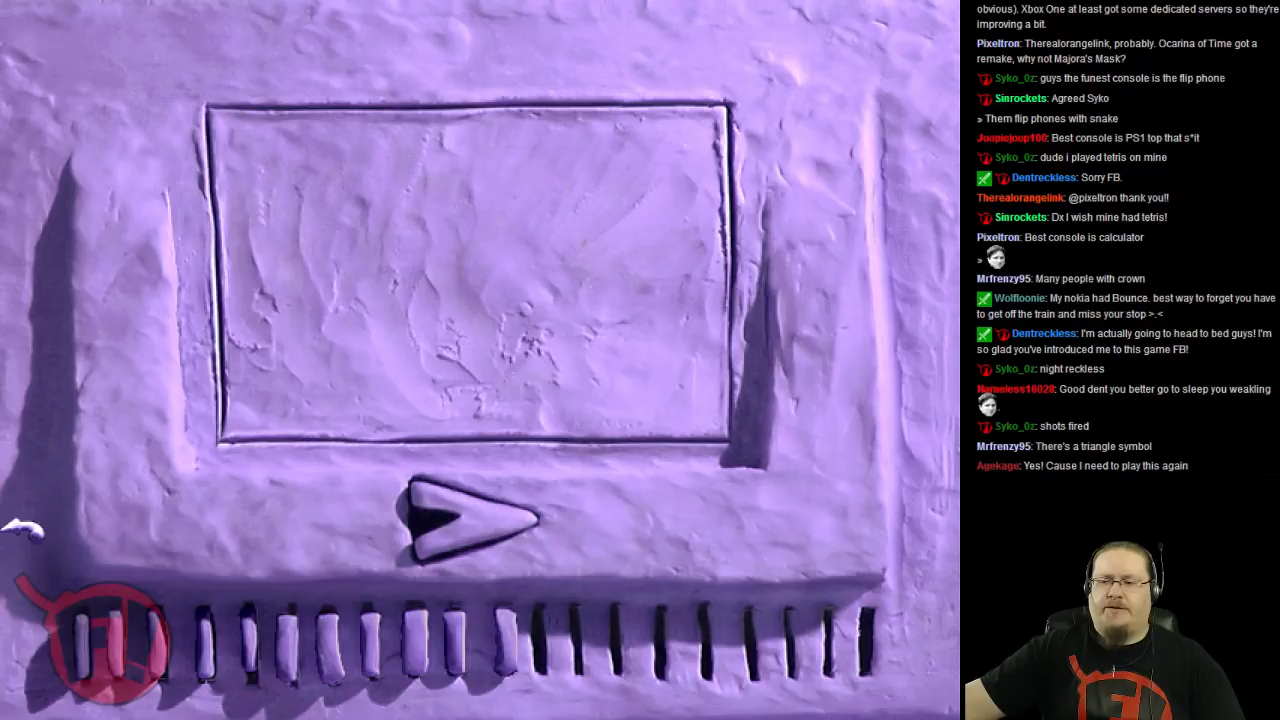 obvious). Xbox One at least got some dedicated servers so they're
improving a bit.
Pixeltron: Therealorangelink, probably. Ocarina of Time got a
remake, why not Majora's Mask?
Syko_0z: guys the funest console is the flip phone
Sinrockets: Agreed Syko
» Them flip phones with snake
Joopiejoop100: Best console is PS1 top that s*it
Syko_0z: dude i played tetris on mine
Dentreckless: Sorry FB.
Therealorangelink: @pixeltron thank you!!
Sinrockets: Dx I wish mine had tetris!
Pixeltron: Best console is calculator
»
Mrfrenzy95: Many people with crown
Wolfloonie: My nokia had Bounce. best way to forget you have
to get off the train and miss your stop >.<
Dentreckless: I'm actually going to head to bed guys! I'm
so glad you've introduced me to this game FB!
Syko_0z: night reckless
Nameless16028: Good dent you better go to sleep you weakling
Syko_0z: shots fired
Mrfrenzy95: There's a triangle symbol
Agekage: Yes! Cause I need to play this again